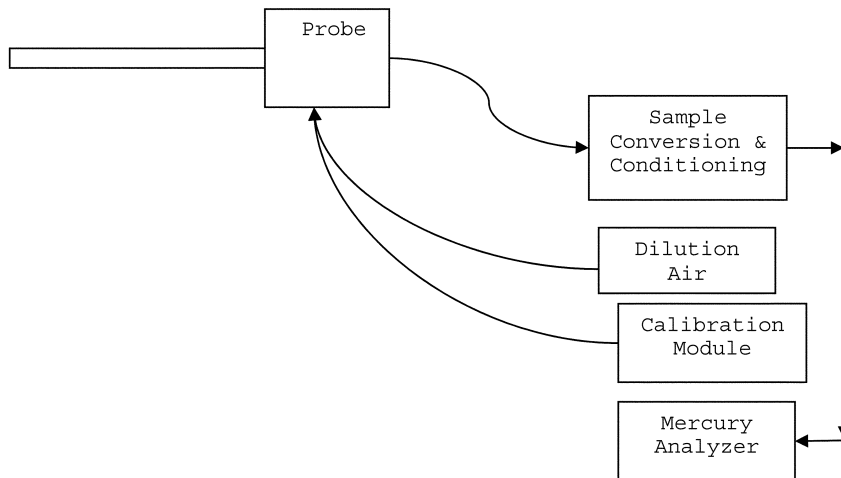 Probe
Sample
Conversion &
Conditioning
Dilution
Air
Calibration
Module
Mercury
Analyzer